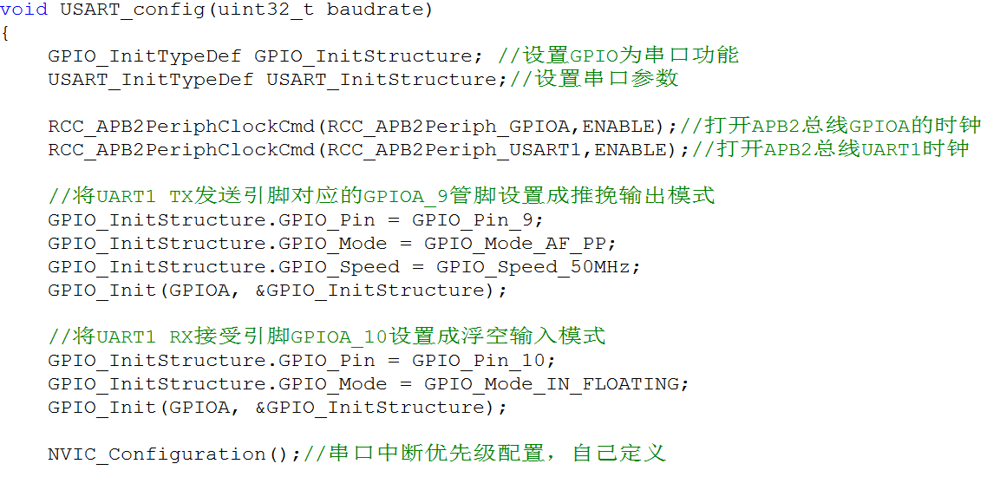 void USART_config(uint32_t baudrate)
{
    GPIO_InitTypeDef GPIO_InitStructure; //设置GPIO为串口功能
    USART_InitTypeDef USART_InitStructure;//设置串口参数

    RCC_APB2PeriphClockCmd(RCC_APB2Periph_GPIOA,ENABLE);//打开APB2总线GPIOA的时钟
    RCC_APB2PeriphClockCmd(RCC_APB2Periph_USART1,ENABLE);//打开APB2总线UART1时钟

    //将UART1 TX发送引脚对应的GPIOA_9管脚设置成推挽输出模式
    GPIO_InitStructure.GPIO_Pin = GPIO_Pin_9;
    GPIO_InitStructure.GPIO_Mode = GPIO_Mode_AF_PP;
    GPIO_InitStructure.GPIO_Speed = GPIO_Speed_50MHz;
    GPIO_Init(GPIOA, &GPIO_InitStructure);

    //将UART1 RX接受引脚GPIOA_10设置成浮空输入模式
    GPIO_InitStructure.GPIO_Pin = GPIO_Pin_10;
    GPIO_InitStructure.GPIO_Mode = GPIO_Mode_IN_FLOATING;
    GPIO_Init(GPIOA, &GPIO_InitStructure);

    NVIC_Configuration();//串口中断优先级配置，自己定义